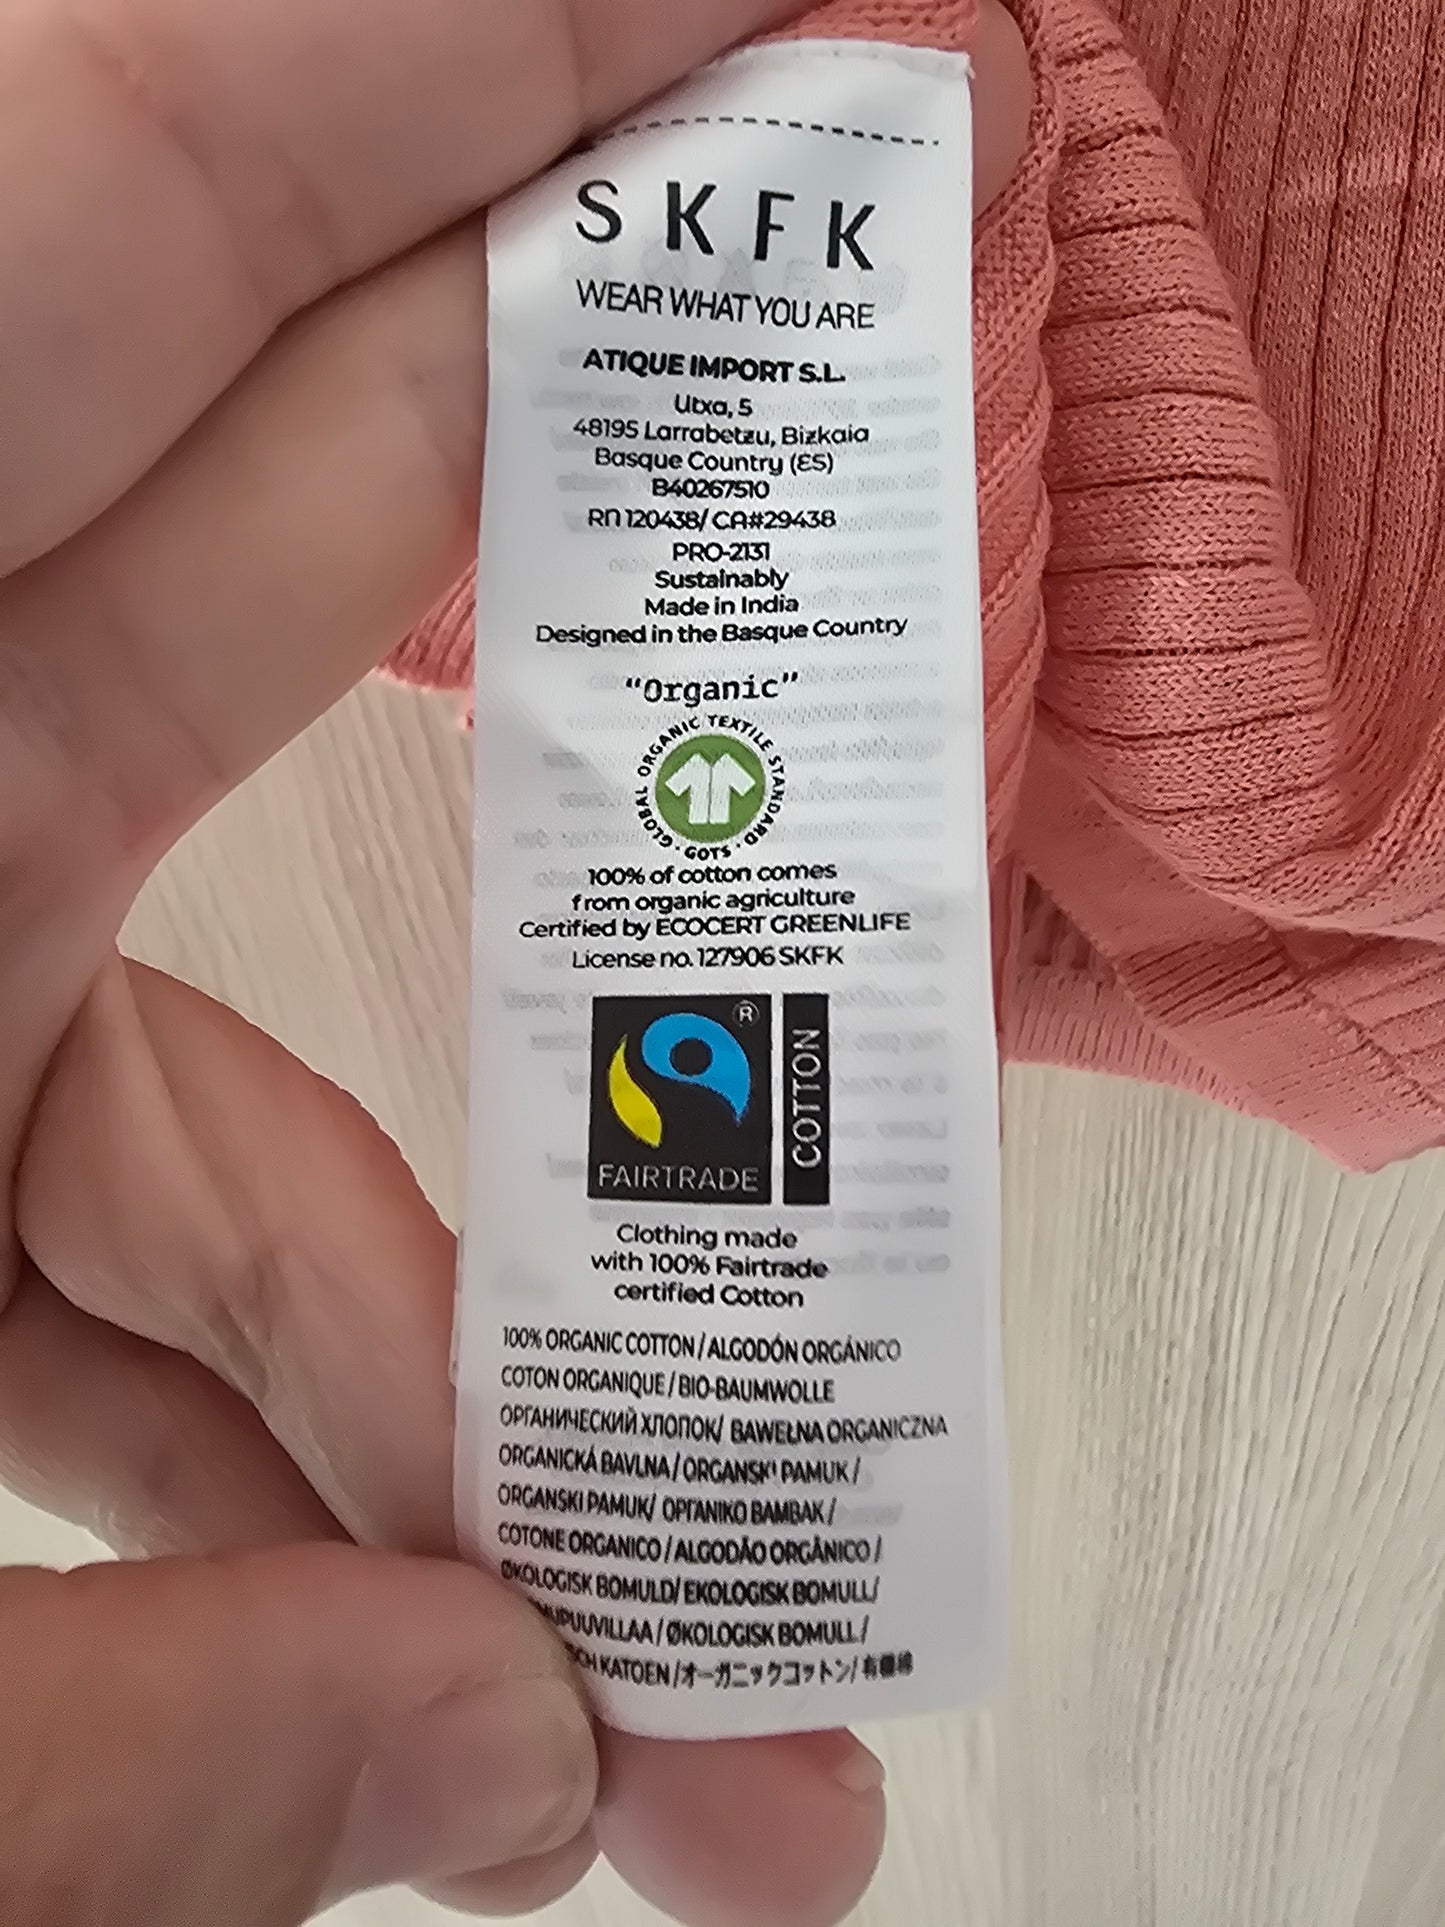 SKFK
WEAR WHAT YOU ARE
ATIQUE IMPORT S.L.
Utxa, 5
48195 Larrabetzu, Bizkaia
Basque Country (ES)
B40267510
RN 120438/ CA#29438
PRO-2131
Sustainably
Made in India
Designed in the Basque Country
"Organic"
GLOBAL ORGANIC TEXTILE STANDARD · GOTS ·
100% of cotton comes
from organic agriculture
Certified by ECOCERT GREENLIFE
License no. 127906 SKFK
®
COTTON
FAIRTRADE
Clothing made
with 100% Fairtrade
certified Cotton
100% ORGANIC COTTON / ALGODÓN ORGÁNICO
COTON ORGANIQUE / BIO-BAUMWOLLE
ОРГАНИЧЕСКИЙ ХЛОПОК/ BAWEŁNA ORGANICZNA
ORGANICKÁ BAVLNA / ORGANSKI PAMUK /
ORGANSKI PAMUK/ ΟΡΓΑΝΙΚΟ ΒΑΜΒΑΚ /
COTONE ORGANICO / ALGODÃO ORGÂNICO /
ØKOLOGISK BOMULD/ EKOLOGISK BOMULL/
/ ØKOLOGISK BOMULL /
KATOEN / オーガニックコットン/ 有機棉